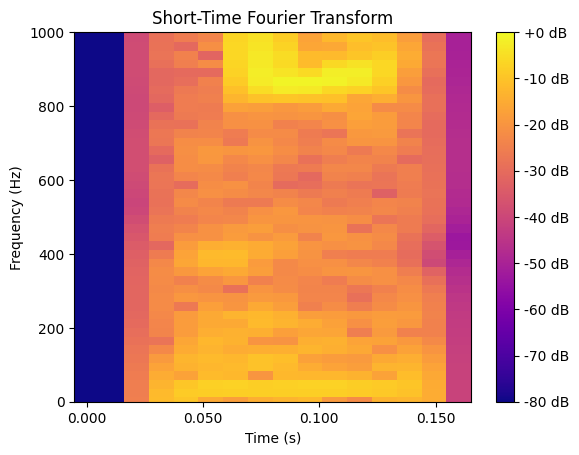 Short-Time Fourier Transform
1000
800
600
400
200
0
Frequency (Hz)
0.000
0.050
0.100
0.150
Time (s)
+0 dB
-10 dB
-20 dB
-30 dB
-40 dB
-50 dB
-60 dB
-70 dB
-80 dB